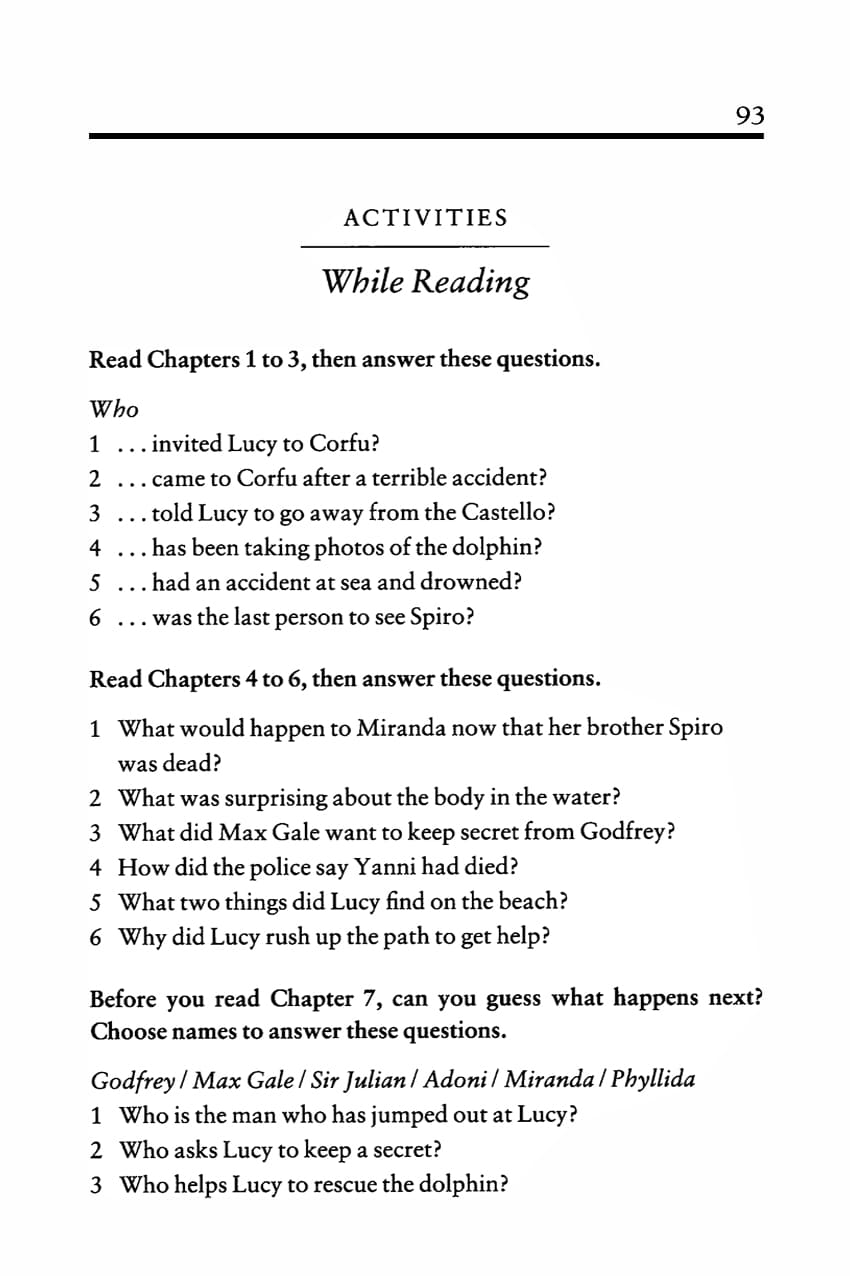 93
ACTIVITIES
While Reading
Read Chapters 1 to 3, then answer these questions.
Who
1 ... invited Lucy to Corfu?
2 ... came to Corfu after a terrible accident?
3 ... told Lucy to go away from the Castello?
4 ... has been taking photos of the dolphin?
5 ... had an accident at sea and drowned?
6 ... was the last person to see Spiro?
Read Chapters 4 to 6, then answer these questions.
1 What would happen to Miranda now that her brother Spiro
was dead?
2 What was surprising about the body in the water?
3 What did Max Gale want to keep secret from Godfrey?
4 How did the police say Yanni had died?
5 What two things did Lucy find on the beach?
6 Why did Lucy rush up the path to get help?
Before you read Chapter 7, can you guess what happens next?
Choose names to answer these questions.
Godfrey / Max Gale / Sir Julian / Adoni / Miranda / Phyllida
1 Who is the man who has jumped out at Lucy?
2 Who asks Lucy to keep a secret?
3 Who helps Lucy to rescue the dolphin?